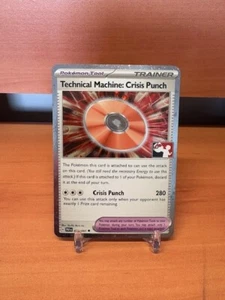 Pokémon Tool TRAINER
Technical Machine: Crisis Punch
The Pokémon this card is attached to can use the attack
on this card. (You still need the necessary Energy to use
this attack.) If this card is attached to 1 of your Pokémon, discard it
at the end of your turn.
Crisis Punch 280
You can use this attack only when your opponent has
exactly 1 Prize card remaining.